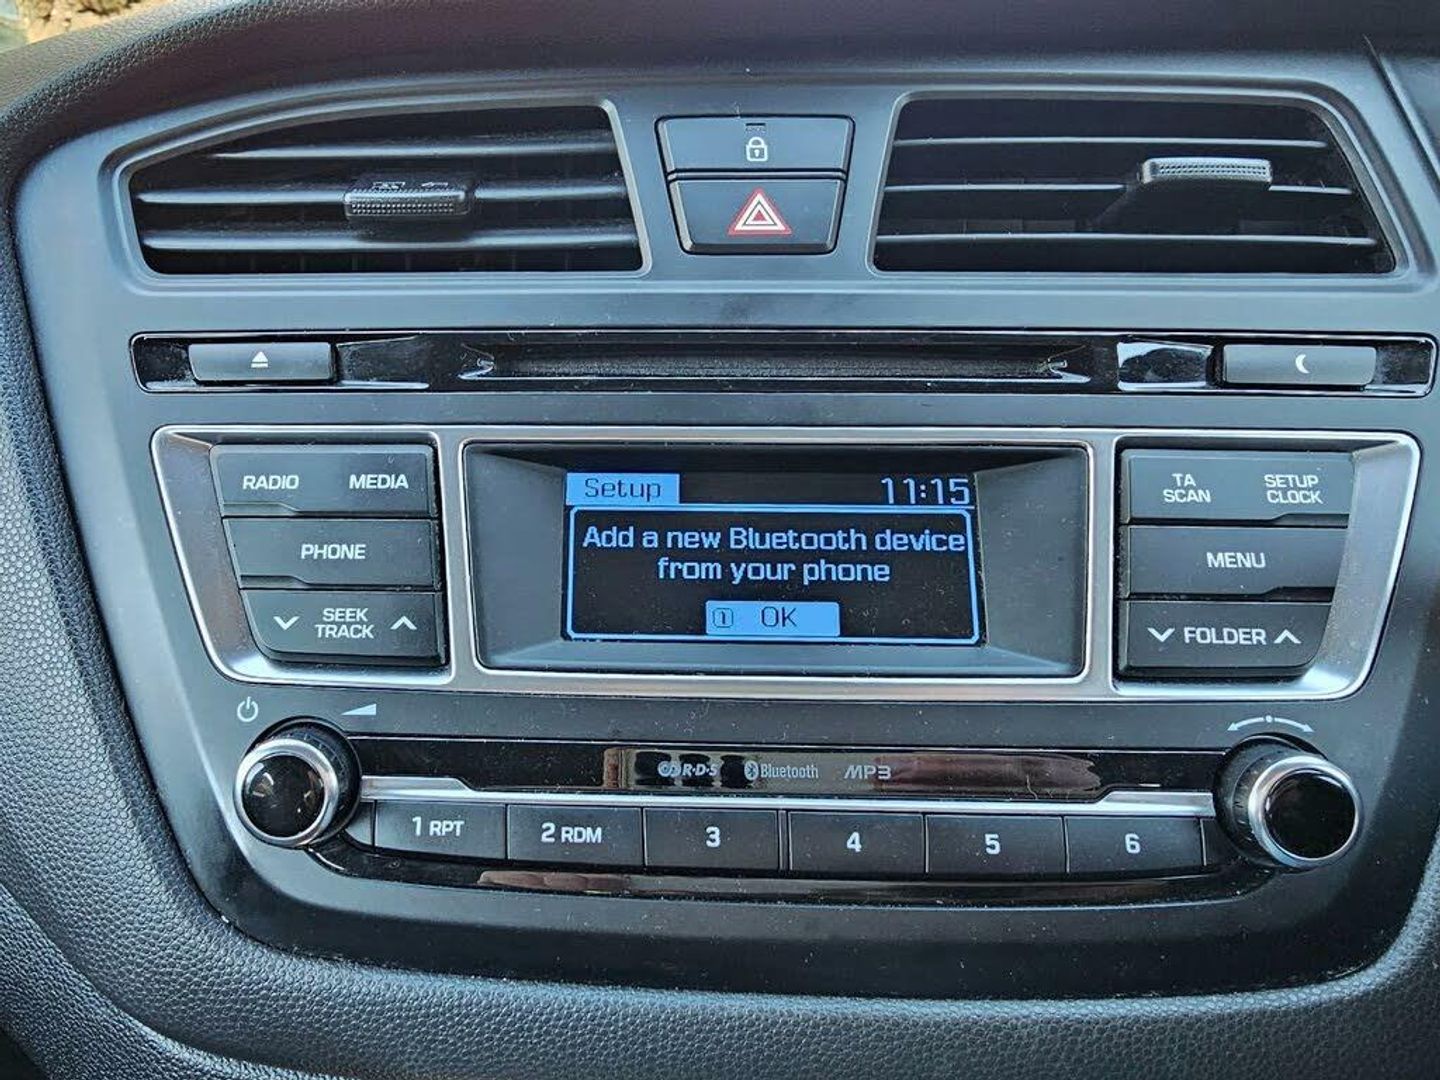 RADIO MEDIA
PHONE
SEEK
TRACK
Setup 11:15
Add a new Bluetooth device
from your phone
1 OK
TA
SCAN
SETUP
CLOCK
MENU
FOLDER
R·D·S Bluetooth MP3
1 RPT 2 RDM 3 4 5 6